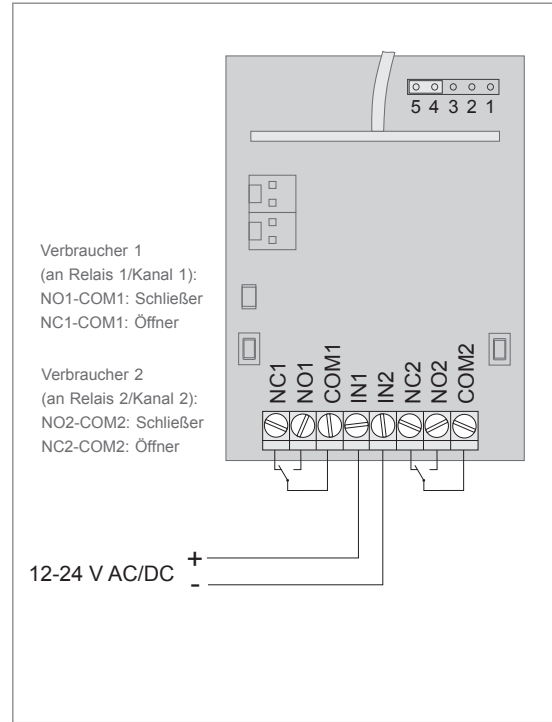 5 4 3 2 1
Verbraucher 1
(an Relais 1/Kanal 1):
NO1-COM1: Schließer
NC1-COM1: Öffner
Verbraucher 2
(an Relais 2/Kanal 2):
NO2-COM2: Schließer
NC2-COM2: Öffner
NC1
NO1
COM1
IN1
IN2
NC2
NO2
COM2
+
12-24 V AC/DC
-